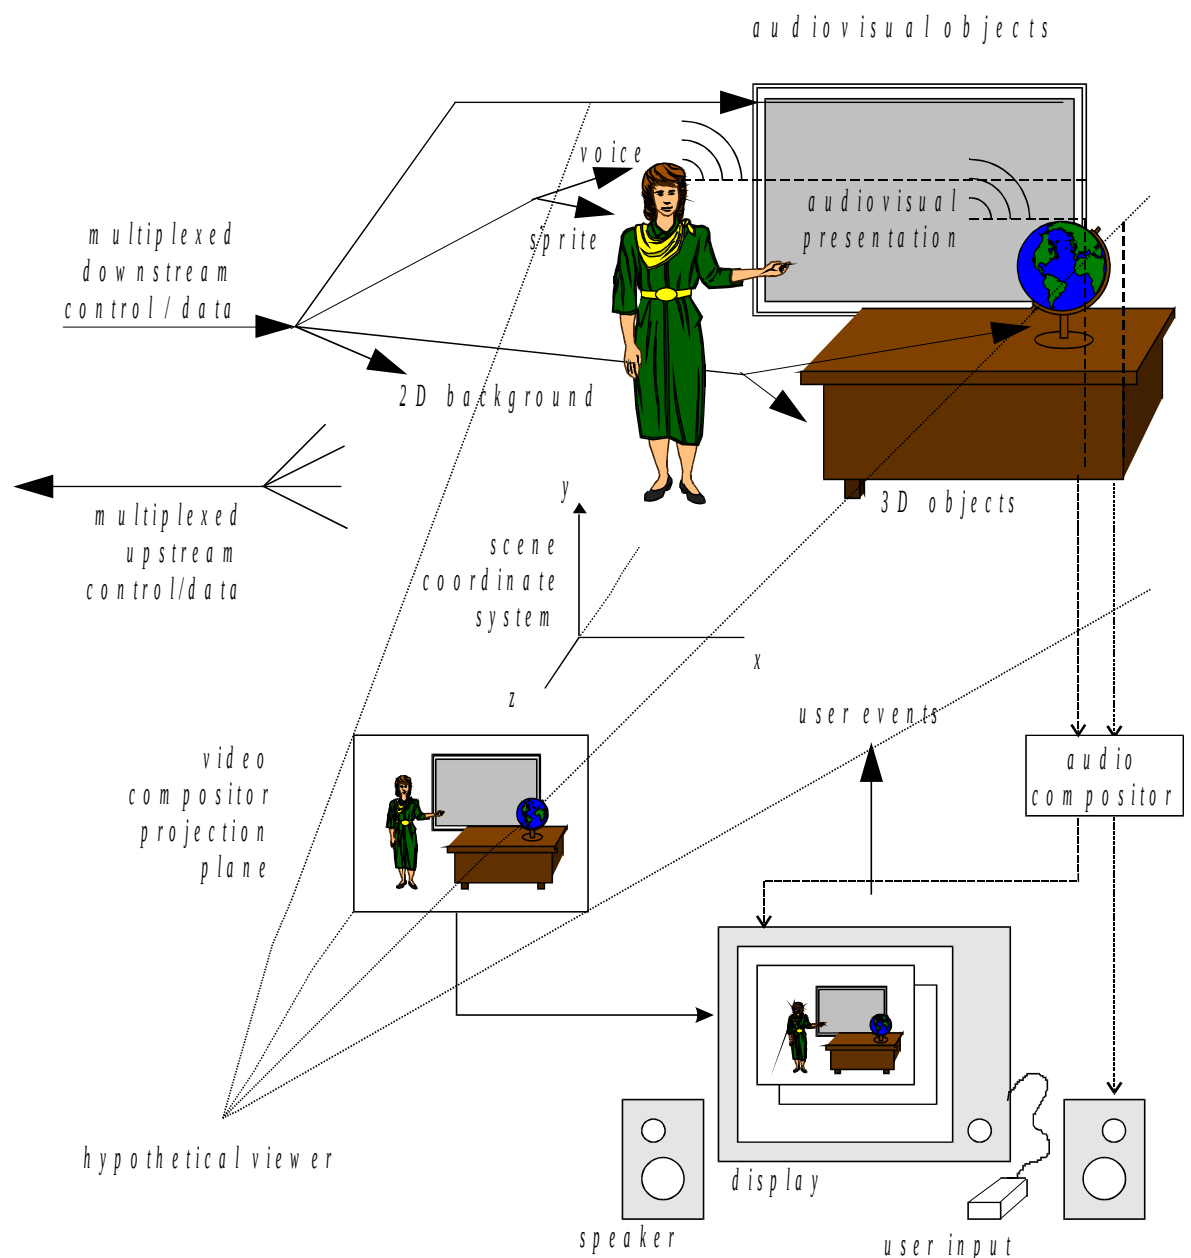 audiovisual objects
voice
audiovisual
presentation
sprite
multiplexed
downstream
control / data
2D background
3D objects
multiplexed
upstream
control/data
y
scene
coordinate
system
x
z
user events
video
compositor
projection
plane
audio
compositor
hypothetical viewer
display
speaker
user input